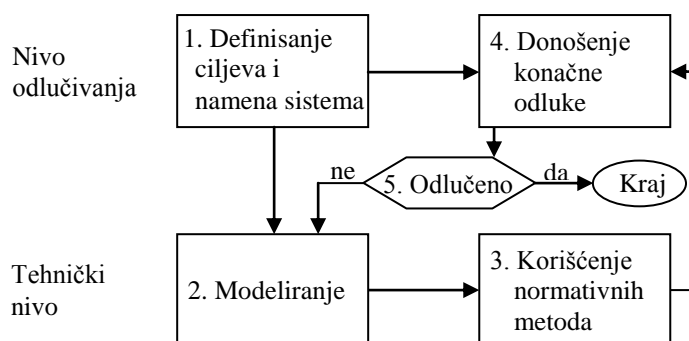 Nivo
odlučivanja
1. Definisanje
ciljeva i
namena sistema
4. Donošenje
konačne
odluke
ne
5. Odlučeno
da
Kraj
Tehnički
nivo
2. Modeliranje
3. Korišćenje
normativnih
metoda